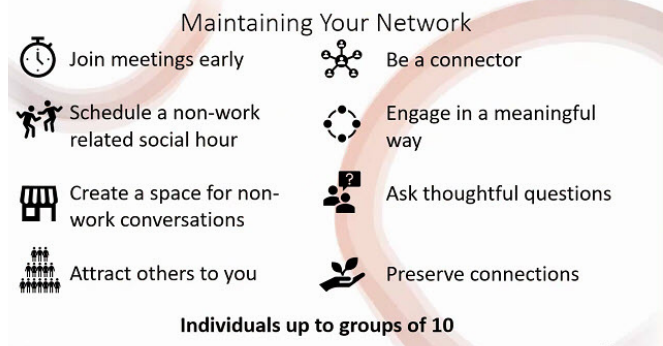 Maintaining Your Network
Join meetings early
Schedule a non-work
related social hour
Create a space for non-
work conversations
Attract others to you
Be a connector
Engage in a meaningful
way
?
Ask thoughtful questions
Preserve connections
Individuals up to groups of 10